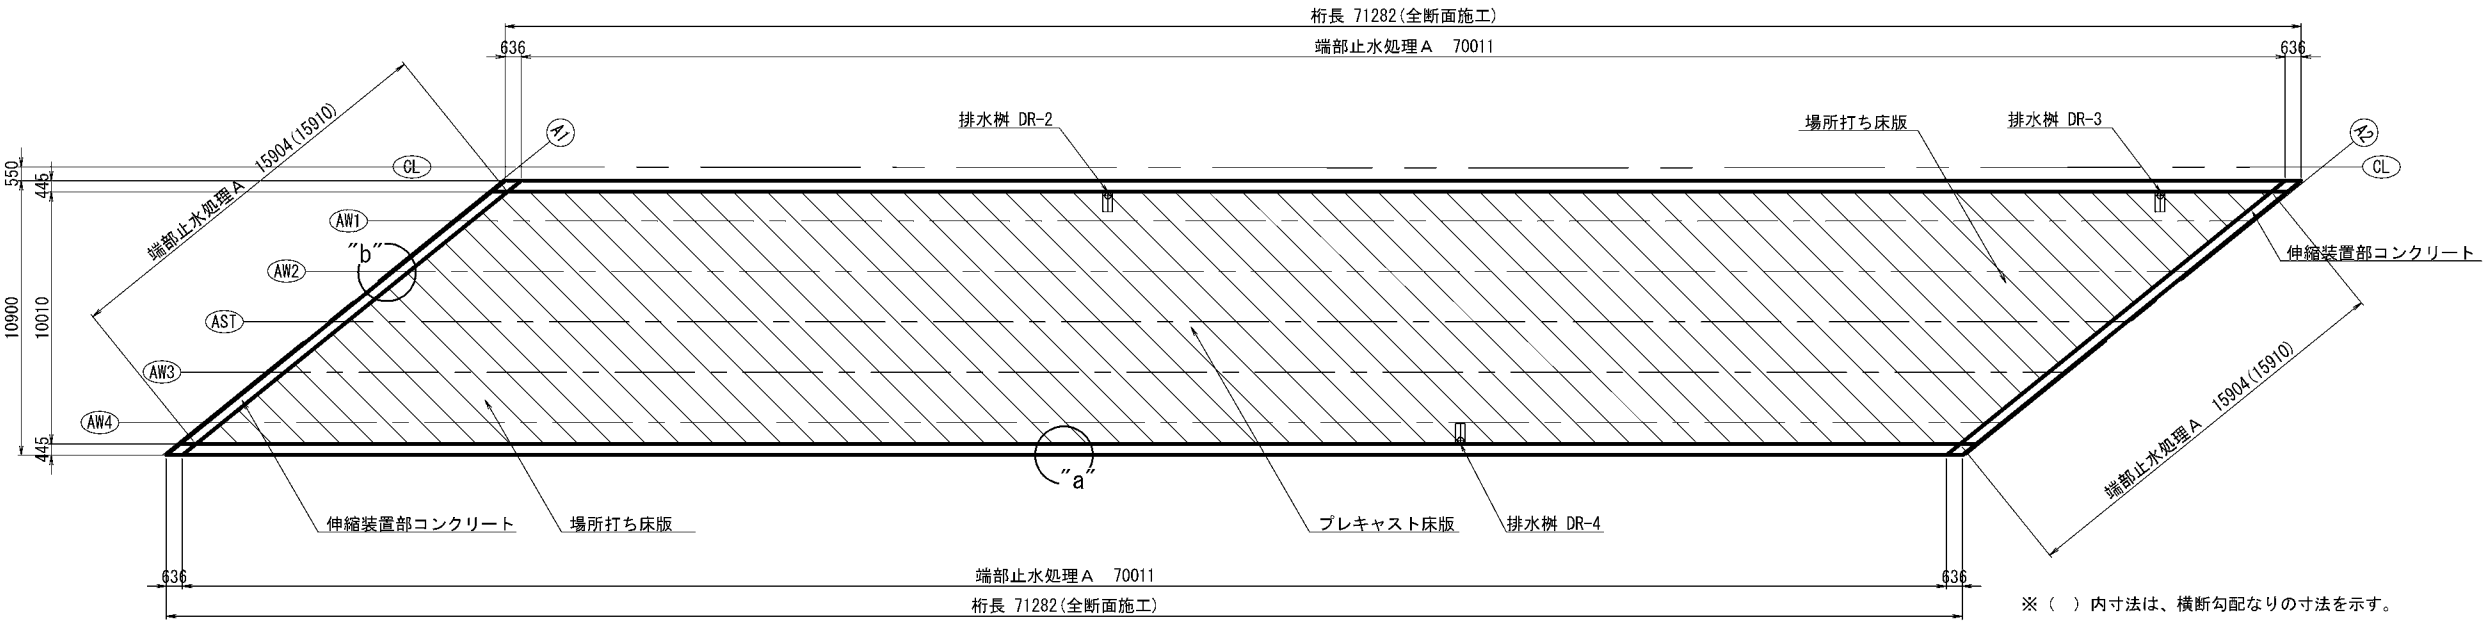 桁長 71282(全断面施工)
636
端部止水処理A 70011
636
端部止水処理A 15904(15910)
A1
排水桝 DR-2
場所打ち床版
排水桝 DR-3
A2
CL
CL
550
445
10900
10010
445
AW1
"b"
AW2
伸縮装置部コンクリート
AST
AW3
AW4
"a"
端部止水処理A 15904(15910)
伸縮装置部コンクリート
場所打ち床版
プレキャスト床版
排水桝 DR-4
636
端部止水処理A 70011
636
桁長 71282(全断面施工)
※( )内寸法は、横断勾配なりの寸法を示す。